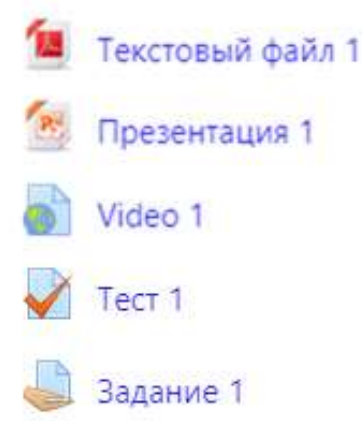 Текстовый файл 1
Презентация 1
Video 1
Тест 1
Задание 1